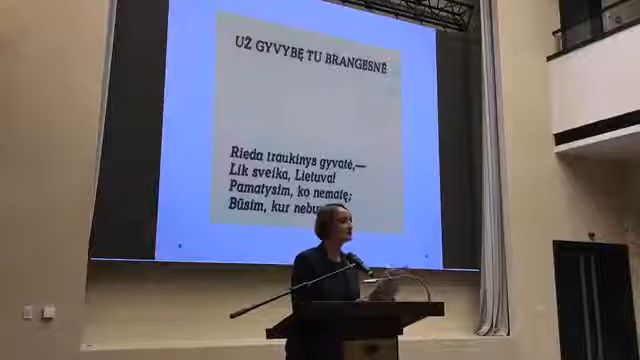 UŽ GYVYBĘ TU BRANGESNĖ
Rieda traukinys gyvatė,—
Lik sveika, Lietuva!
Pamatysim, ko nematę;
Būsim, kur